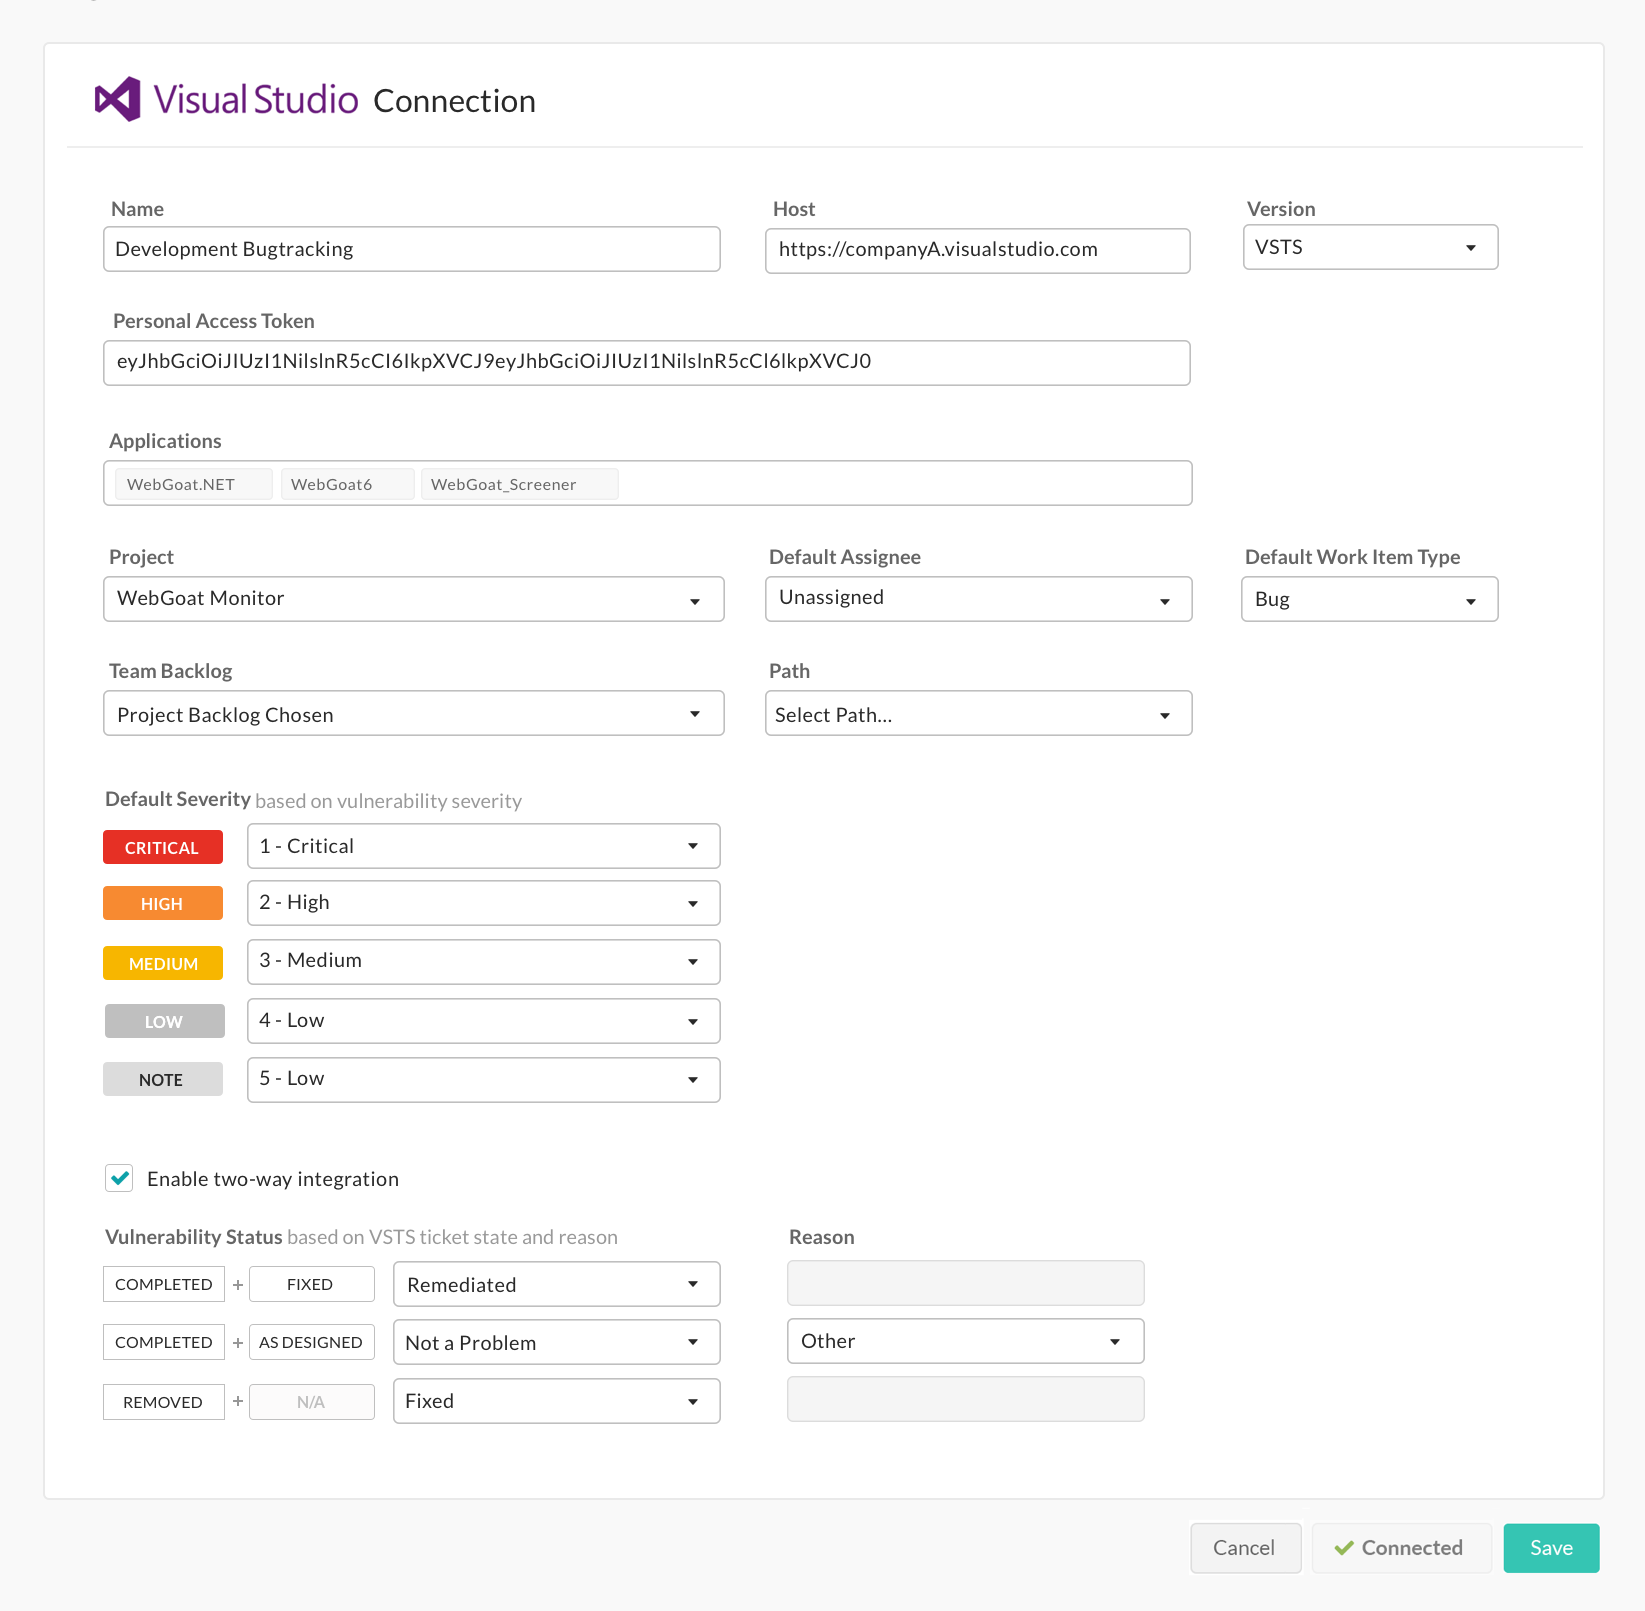 Visual Studio Connection
Name
Host
Version
Development Bugtracking
https://companyA.visualstudio.com
VSTS
Personal Access Token
eyJhbGciOiJIUzI1NilslnR5cCI6IkpXVCJ9eyJhbGciOiJIUzI1NilslnR5cCl6lkpXVCJ0
Applications
WebGoat.NET WebGoat6 WebGoat_Screener
Project
Default Assignee
Default Work Item Type
WebGoat Monitor
Unassigned
Bug
Team Backlog
Path
Project Backlog Chosen
Select Path...
Default Severity based on vulnerability severity
CRITICAL 1 - Critical
HIGH 2 - High
MEDIUM 3 - Medium
LOW 4 - Low
NOTE 5 - Low
Enable two-way integration
Vulnerability Status based on VSTS ticket state and reason
Reason
COMPLETED + FIXED Remediated
COMPLETED + AS DESIGNED Not a Problem Other
REMOVED + N/A Fixed
Cancel Connected Save